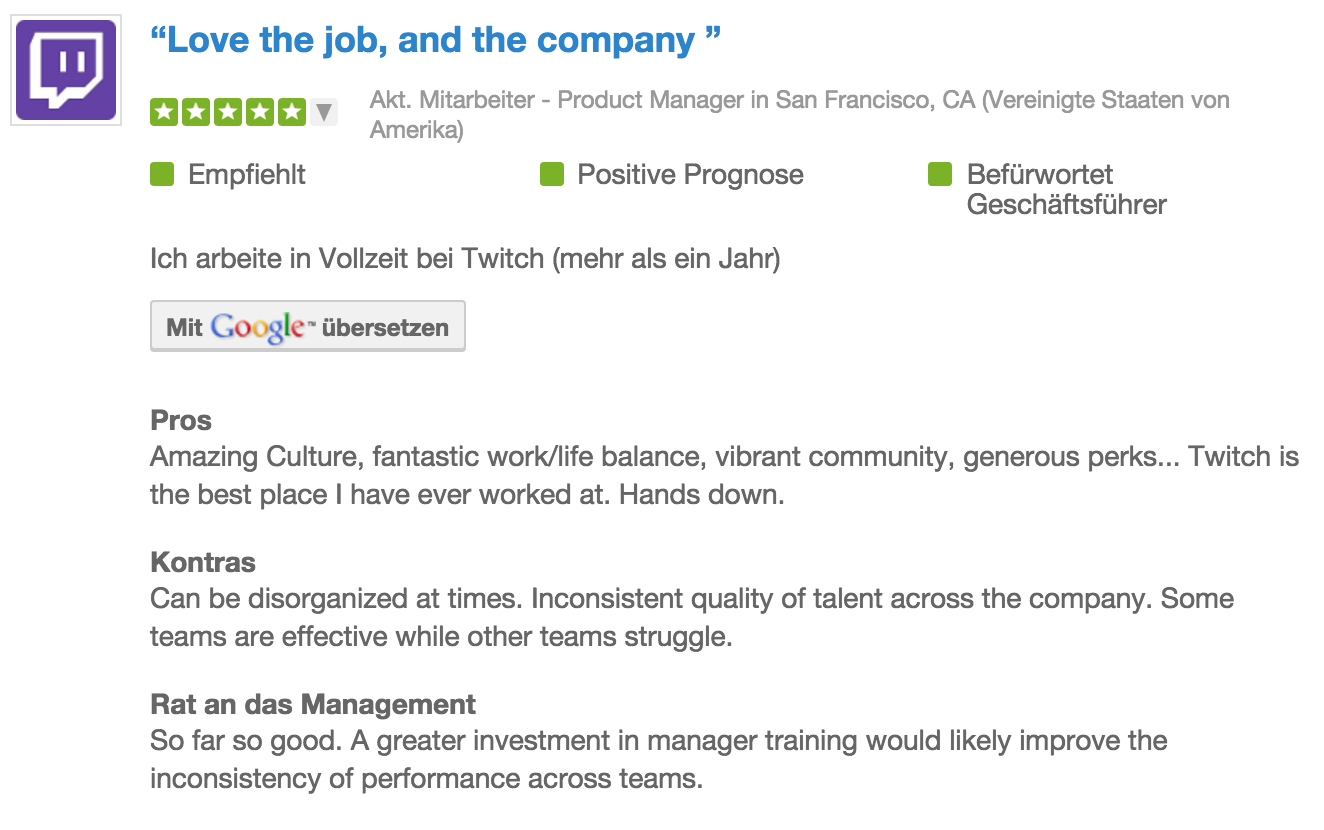 “Love the job, and the company ”
Akt. Mitarbeiter - Product Manager in San Francisco, CA (Vereinigte Staaten von
Amerika)
Empfiehlt
Positive Prognose
Befürwortet
Geschäftsführer
Ich arbeite in Vollzeit bei Twitch (mehr als ein Jahr)
Mit Google™ übersetzen
Pros
Amazing Culture, fantastic work/life balance, vibrant community, generous perks... Twitch is
the best place I have ever worked at. Hands down.
Kontras
Can be disorganized at times. Inconsistent quality of talent across the company. Some
teams are effective while other teams struggle.
Rat an das Management
So far so good. A greater investment in manager training would likely improve the
inconsistency of performance across teams.